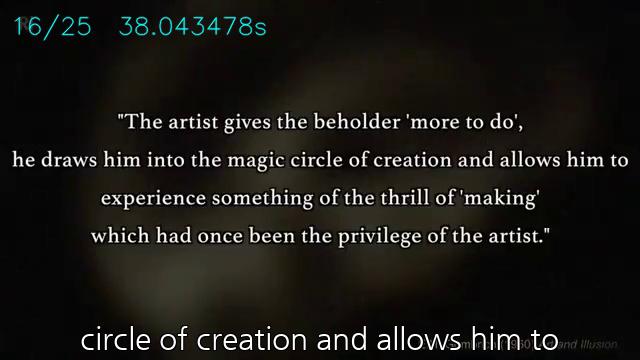 16/25 38.043478s
"The artist gives the beholder 'more to do',
he draws him into the magic circle of creation and allows him to
experience something of the thrill of 'making'
which had once been the privilege of the artist."
circle of creation and allows him to
and Illusion.